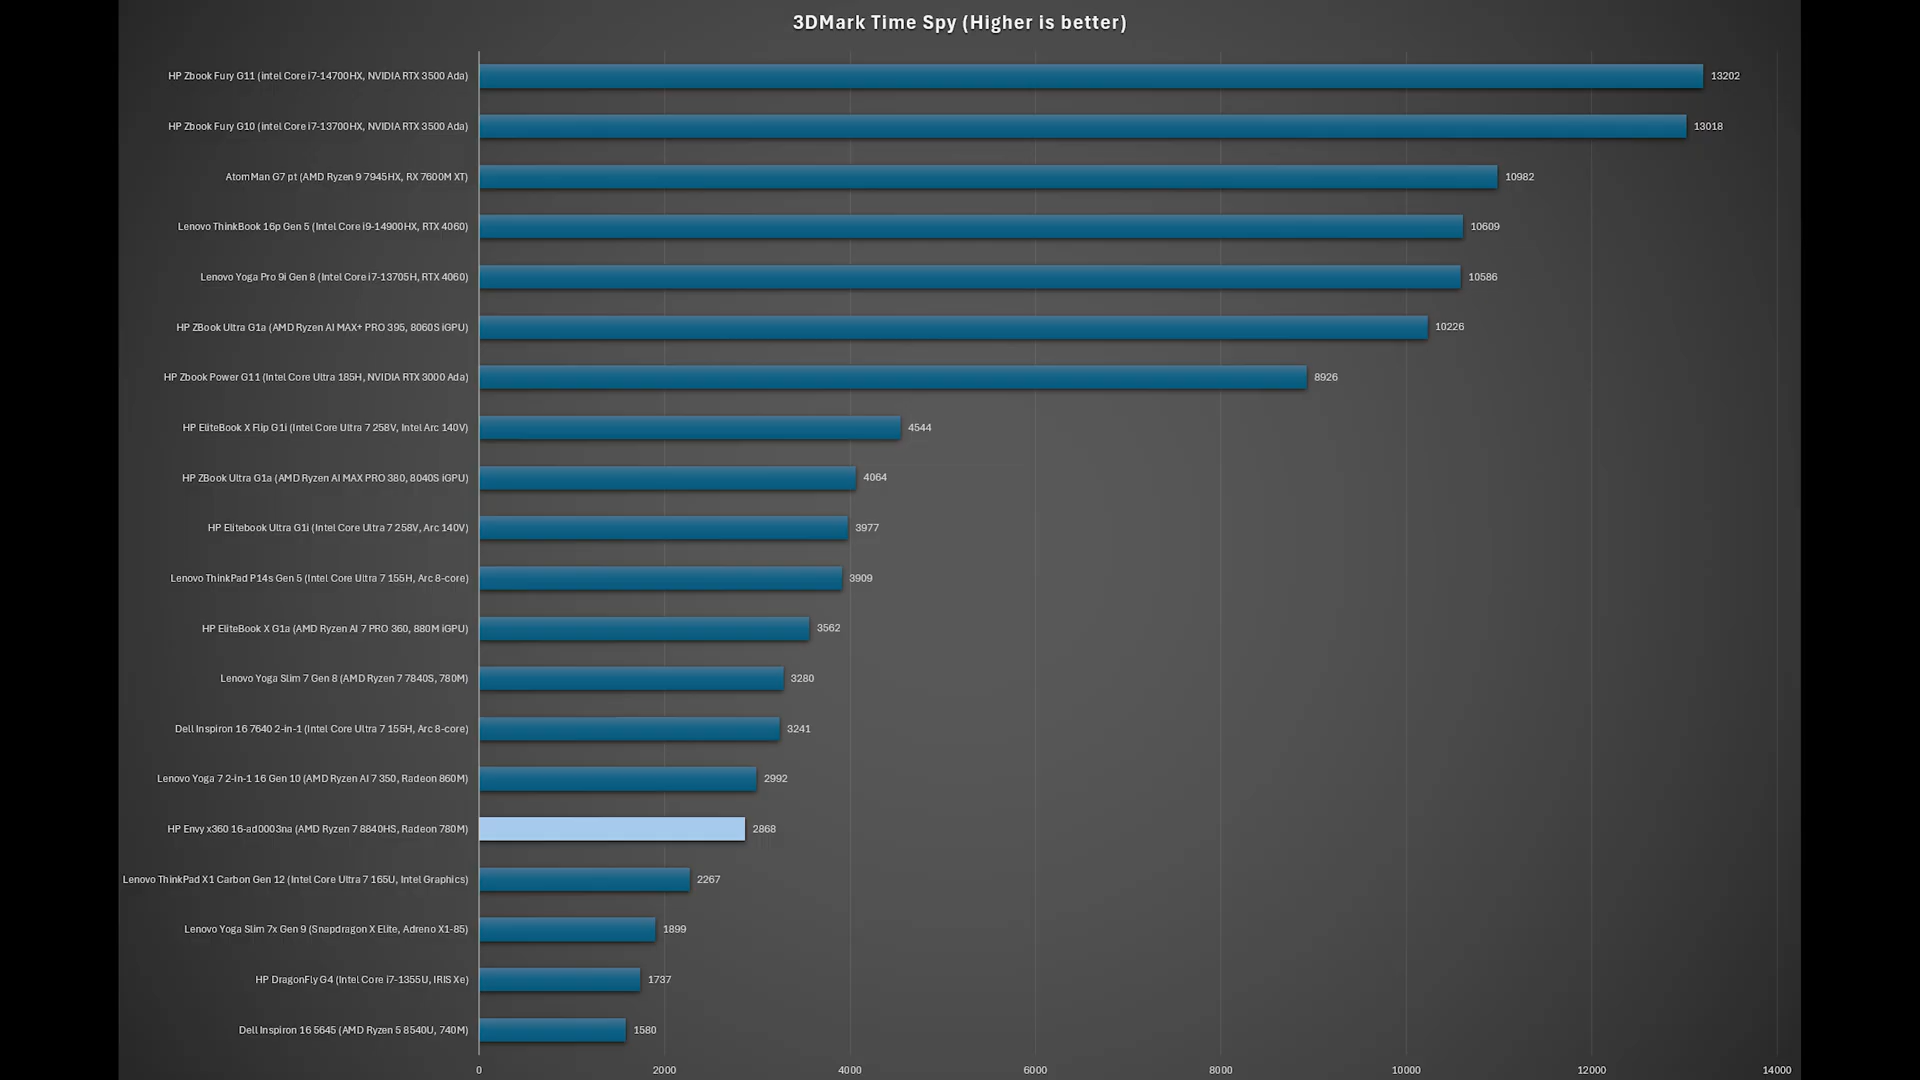 3DMark Time Spy (Higher is better)
HP Zbook Fury G11 (intel Core i7-14700HX, NVIDIA RTX 3500 Ada) 13202
HP Zbook Fury G10 (intel Core i7-13700HX, NVIDIA RTX 3500 Ada) 13018
AtomMan G7 pt (AMD Ryzen 9 7945HX, RX 7600M XT) 10982
Lenovo ThinkBook 16p Gen 5 (Intel Core i9-14900HX, RTX 4060) 10609
Lenovo Yoga Pro 9i Gen 8 (Intel Core i7-13705H, RTX 4060) 10586
HP ZBook Ultra G1a (AMD Ryzen AI MAX+ PRO 395, 8060S iGPU) 10226
HP Zbook Power G11 (Intel Core Ultra 185H, NVIDIA RTX 3000 Ada) 8926
HP EliteBook X Flip G1i (Intel Core Ultra 7 258V, Intel Arc 140V) 4544
HP ZBook Ultra G1a (AMD Ryzen AI MAX PRO 380, 8040S iGPU) 4064
HP Elitebook Ultra G1i (Intel Core Ultra 7 258V, Arc 140V) 3977
Lenovo ThinkPad P14s Gen 5 (Intel Core Ultra 7 155H, Arc 8-core) 3909
HP EliteBook X G1a (AMD Ryzen AI 7 PRO 360, 880M iGPU) 3562
Lenovo Yoga Slim 7 Gen 8 (AMD Ryzen 7 7840S, 780M) 3280
Dell Inspiron 16 7640 2-in-1 (Intel Core Ultra 7 155H, Arc 8-core) 3241
Lenovo Yoga 7 2-in-1 16 Gen 10 (AMD Ryzen AI 7 350, Radeon 860M) 2992
HP Envy x360 16-ad0003na (AMD Ryzen 7 8840HS, Radeon 780M) 2868
Lenovo ThinkPad X1 Carbon Gen 12 (Intel Core Ultra 7 165U, Intel Graphics) 2267
Lenovo Yoga Slim 7x Gen 9 (Snapdragon X Elite, Adreno X1-85) 1899
HP DragonFly G4 (Intel Core i7-1355U, IRIS Xe) 1737
Dell Inspiron 16 5645 (AMD Ryzen 5 8540U, 740M) 1580
0 2000 4000 6000 8000 10000 12000 14000